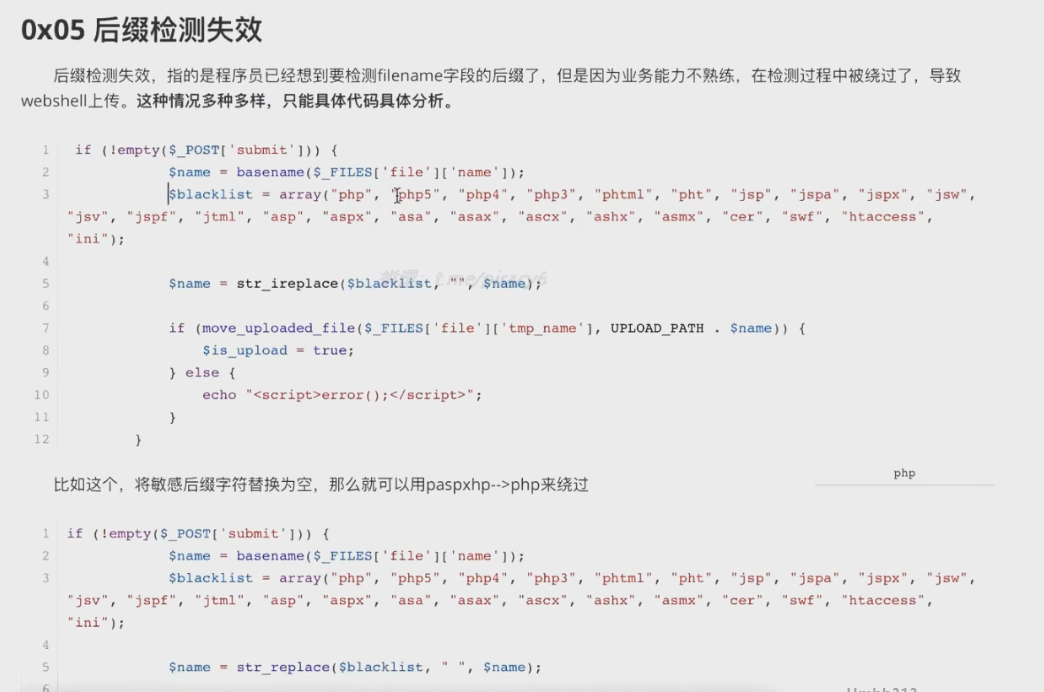 0x05 后缀检测失效
后缀检测失效，指的是程序员已经想到要检测filename字段的后缀了，但是因为业务能力不熟练，在检测过程中被绕过了，导致
webshell上传。这种情况多种多样，只能具体代码具体分析。
1 if (!empty($_POST['submit'])) {
2 $name = basename($_FILES['file']['name']);
3 $blacklist = array("php", "php5", "php4", "php3", "phtml", "pht", "jsp", "jspa", "jspx", "jsw",
"jsv", "jspf", "jtml", "asp", "aspx", "asa", "asax", "ascx", "ashx", "asmx", "cer", "swf", "htaccess",
"ini");
4
5 $name = str_ireplace($blacklist, "", $name);
6
7 if (move_uploaded_file($_FILES['file']['tmp_name'], UPLOAD_PATH . $name)) {
8 $is_upload = true;
9 } else {
10 echo "<script>error();</script>";
11 }
12 }
php
比如这个，将敏感后缀字符替换为空，那么就可以用paspxhp-->php来绕过
1 if (!empty($_POST['submit'])) {
2 $name = basename($_FILES['file']['name']);
3 $blacklist = array("php", "php5", "php4", "php3", "phtml", "pht", "jsp", "jspa", "jspx", "jsw",
"jsv", "jspf", "jtml", "asp", "aspx", "asa", "asax", "ascx", "ashx", "asmx", "cer", "swf", "htaccess",
"ini");
4
5 $name = str_replace($blacklist, " ", $name);
6